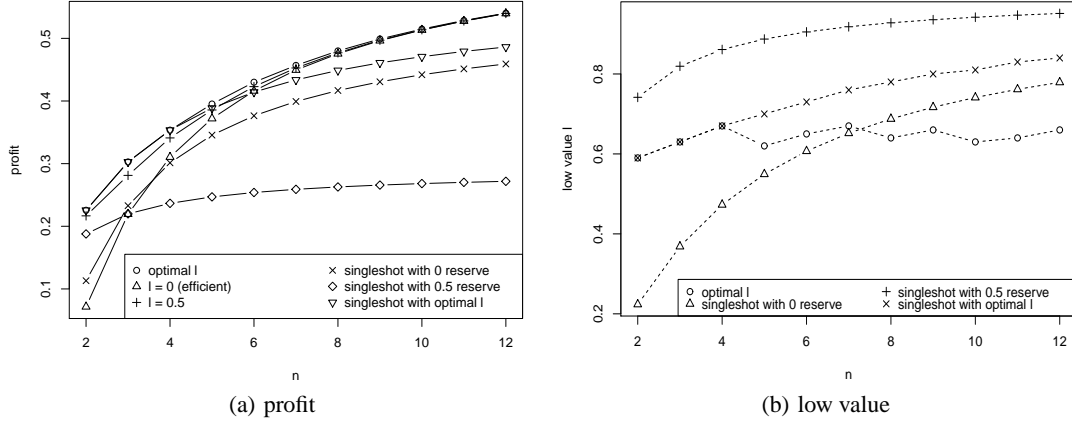 profit
0.5
0.4
0.3
0.2
0.1
2 4 6 8 10 12
n
optimal l
l = 0 (efficient)
l = 0.5
singleshot with 0 reserve
singleshot with 0.5 reserve
singleshot with optimal l
(a) profit
low value l
0.8
0.6
0.4
0.2
2 4 6 8 10 12
n
optimal l
singleshot with 0 reserve
singleshot with 0.5 reserve
singleshot with optimal l
(b) low value